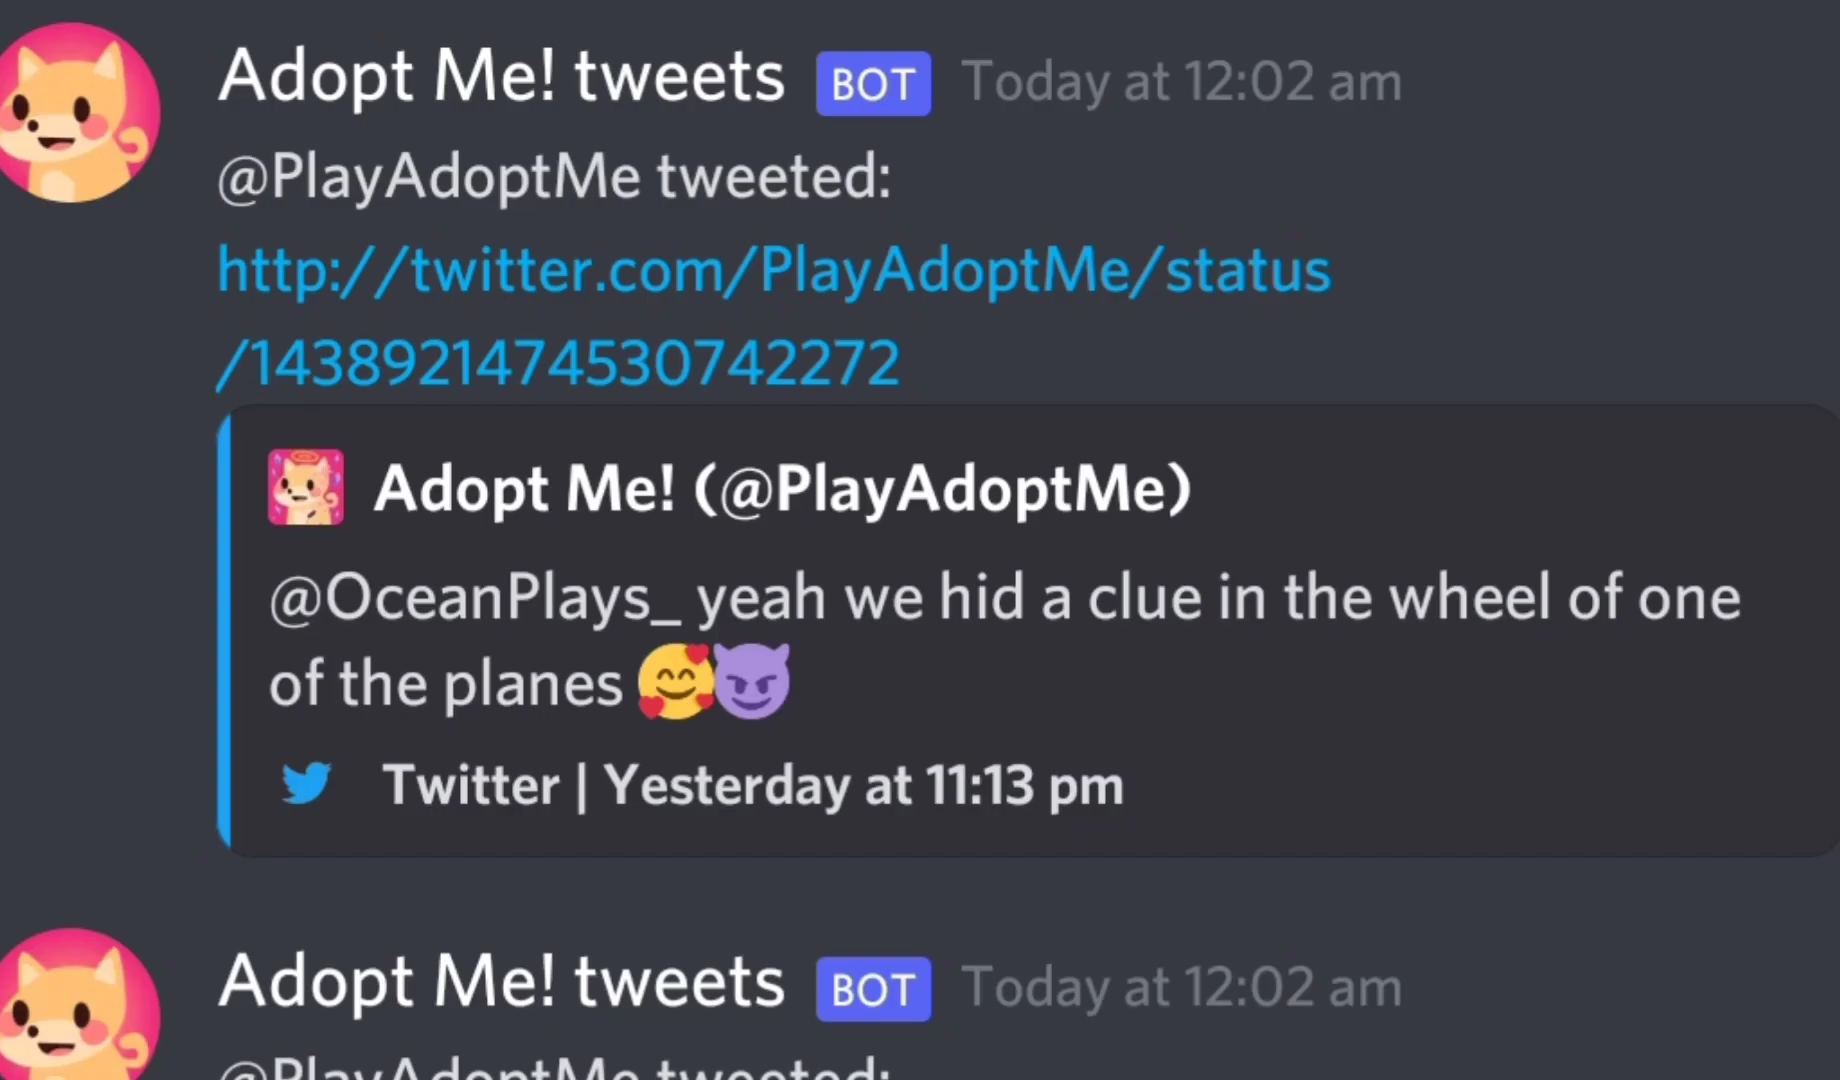 Adopt Me! tweets BOT Today at 12:02 am
@PlayAdoptMe tweeted:
http://twitter.com/PlayAdoptMe/status
/1438921474530742272
Adopt Me! (@PlayAdoptMe)
@OceanPlays_ yeah we hid a clue in the wheel of one
of the planes 🥰😈
Twitter | Yesterday at 11:13 pm
Adopt Me! tweets BOT Today at 12:02 am
@PlayAdoptMe tweeted: